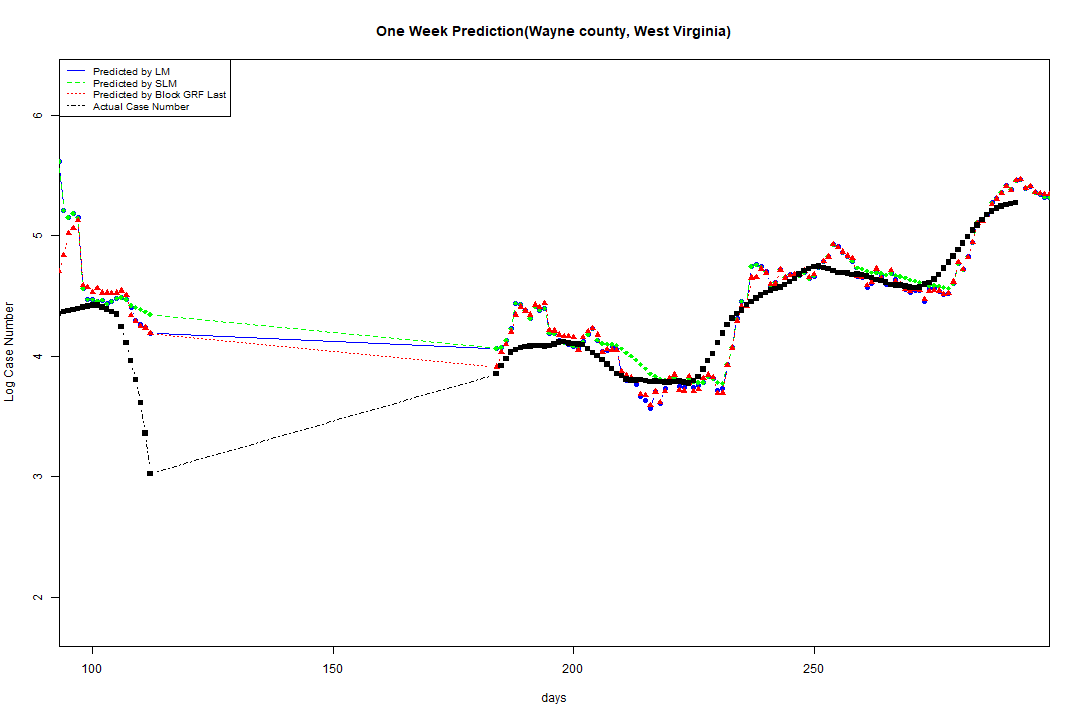 One Week Prediction(Wayne county, West Virginia)
Predicted by LM
Predicted by SLM
Predicted by Block GRF Last
Actual Case Number
6
5
4
3
2
Log Case Number
100
150
200
250
days